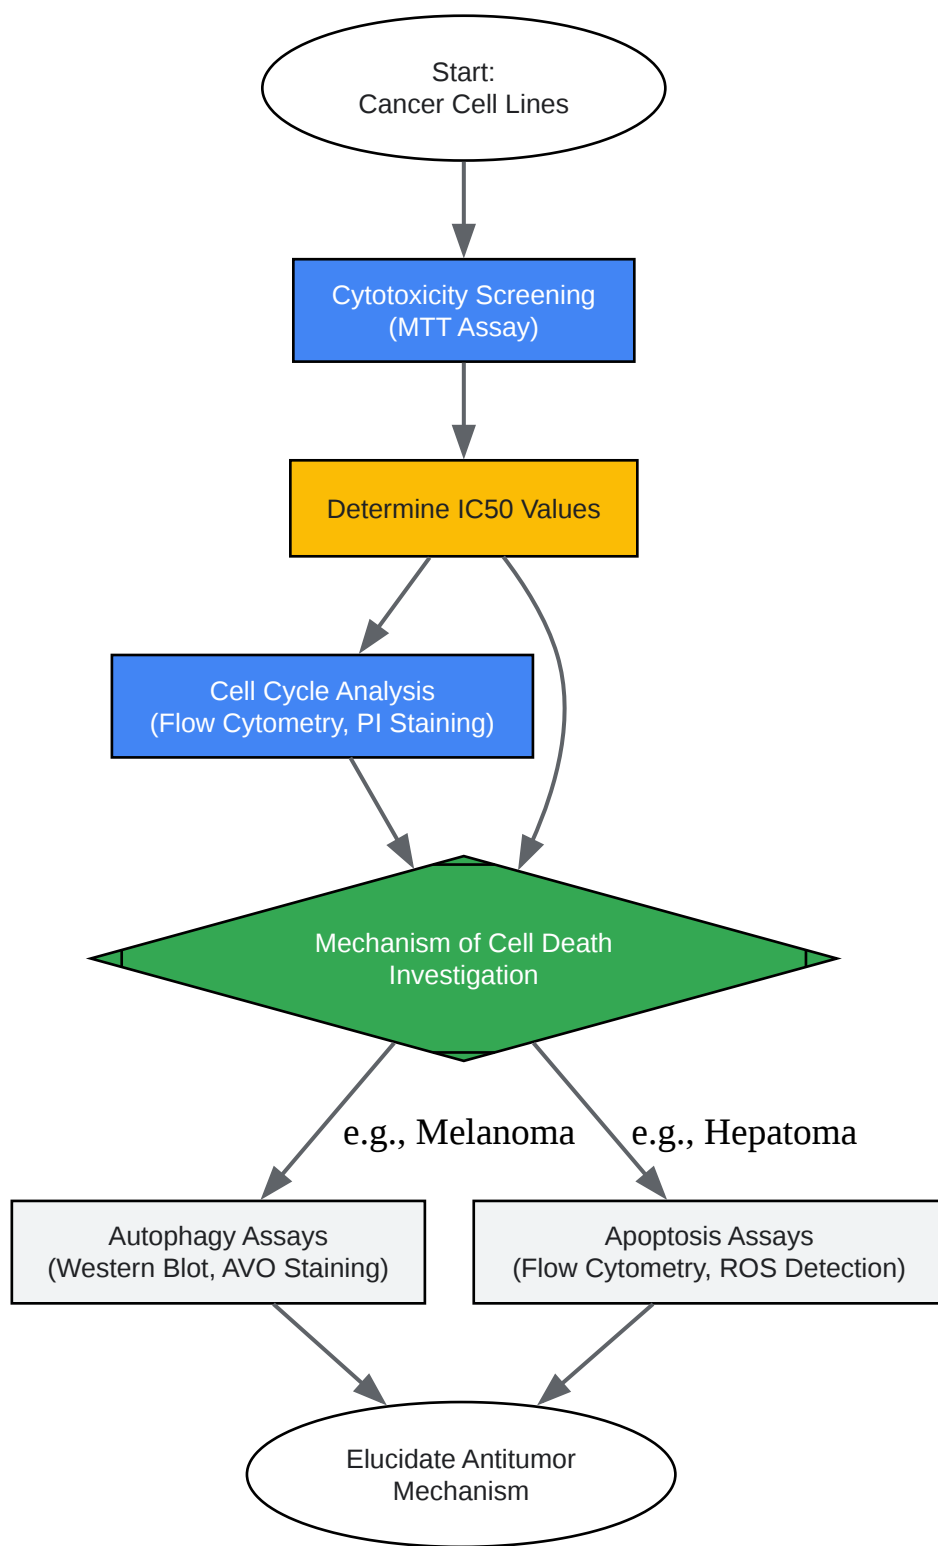 Start:
Cancer Cell Lines
Cytotoxicity Screening
(MTT Assay)
Determine IC50 Values
Cell Cycle Analysis
(Flow Cytometry, PI Staining)
Mechanism of Cell Death
Investigation
e.g., Melanoma
e.g., Hepatoma
Autophagy Assays
(Western Blot, AVO Staining)
Apoptosis Assays
(Flow Cytometry, ROS Detection)
Elucidate Antitumor
Mechanism